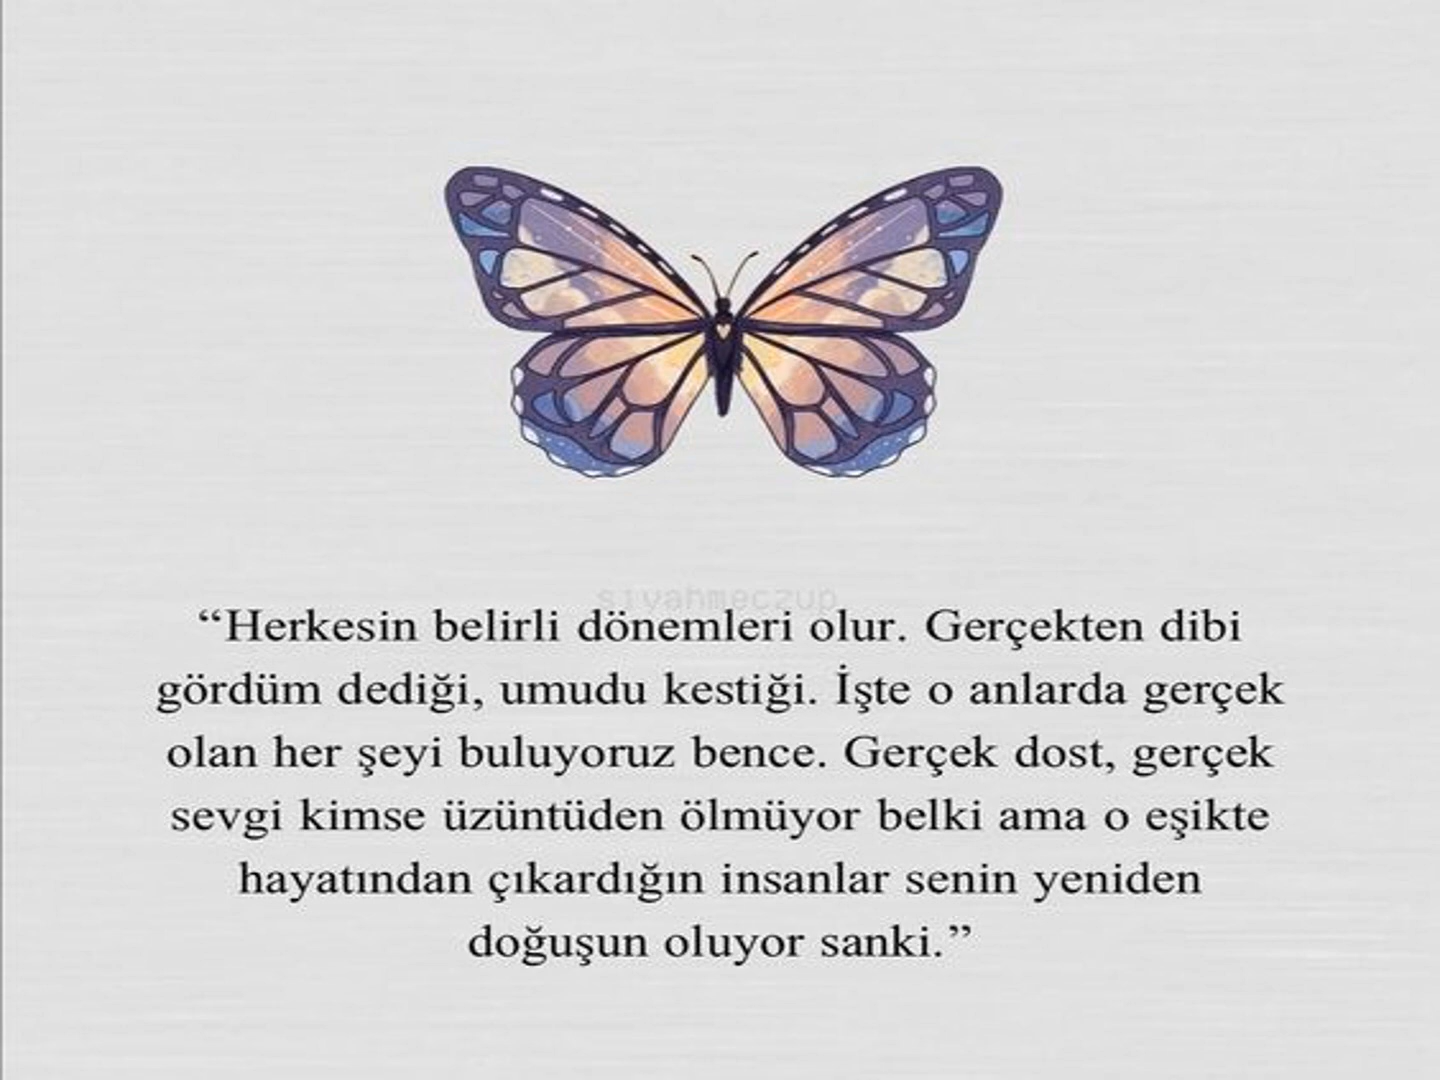 siyahmeczup
“Herkesin belirli dönemleri olur. Gerçekten dibi
gördüm dediği, umudu kestiği. İşte o anlarda gerçek
olan her şeyi buluyoruz bence. Gerçek dost, gerçek
sevgi kimse üzüntüden ölmüyor belki ama o eşikte
hayatından çıkardığın insanlar senin yeniden
doğuşun oluyor sanki.”